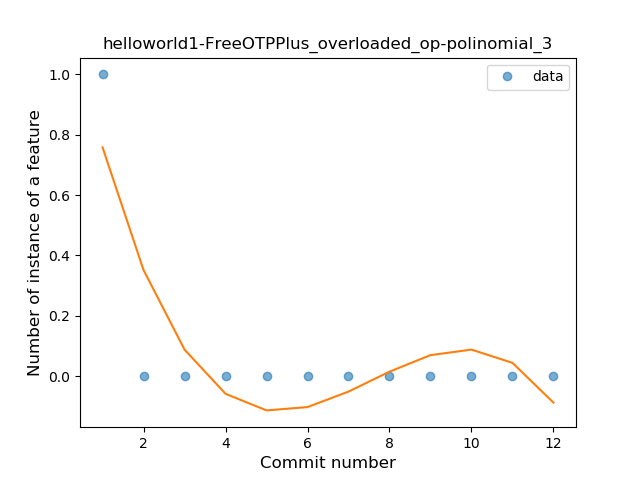 helloworld1-FreeOTPPlus_overloaded_op-polinomial_3
data
Number of instance of a feature
1.0
0.8
0.6
0.4
0.2
0.0
2 4 6 8 10 12
Commit number